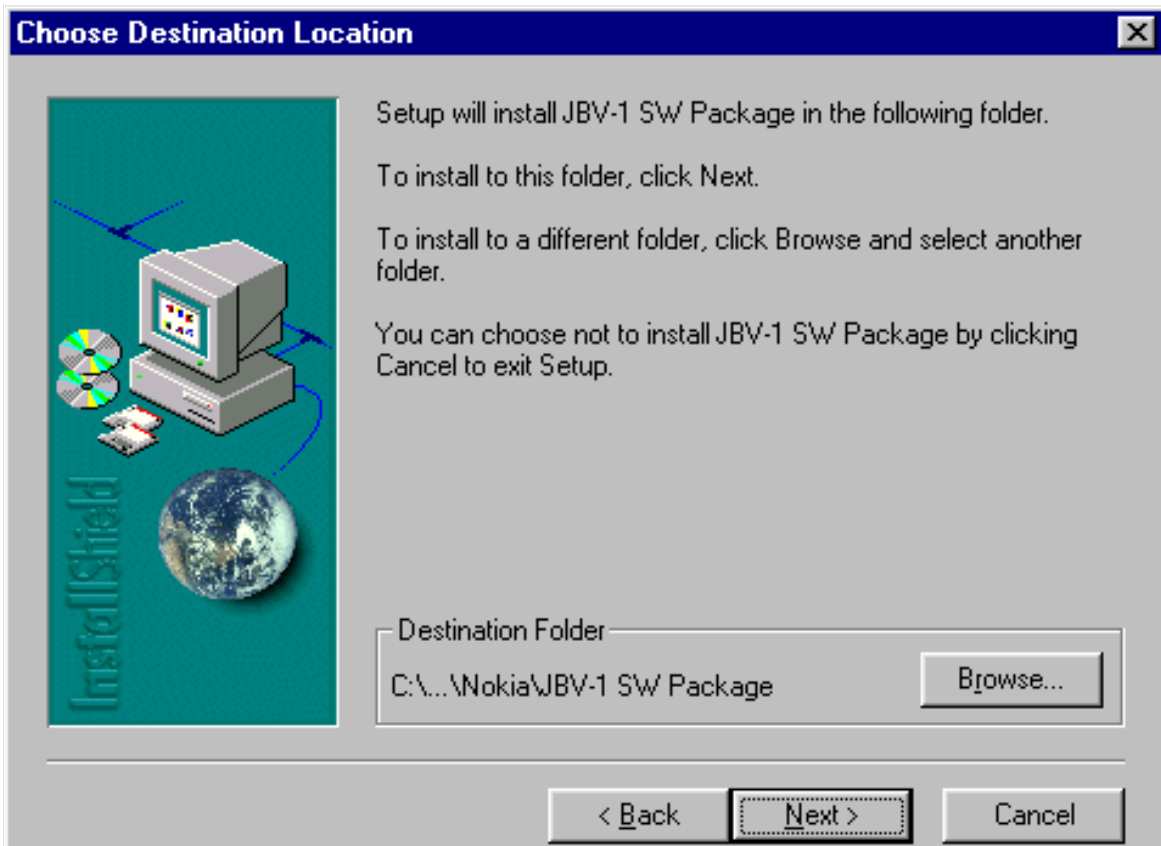 Choose Destination Location
Setup will install JBV-1 SW Package in the following folder.
To install to this folder, click Next.
To install to a different folder, click Browse and select another
folder.
You can choose not to install JBV-1 SW Package by clicking
Cancel to exit Setup.
InstallShield
Destination Folder
C:\...\Nokia\JBV-1 SW Package
Browse...
< Back
Next >
Cancel